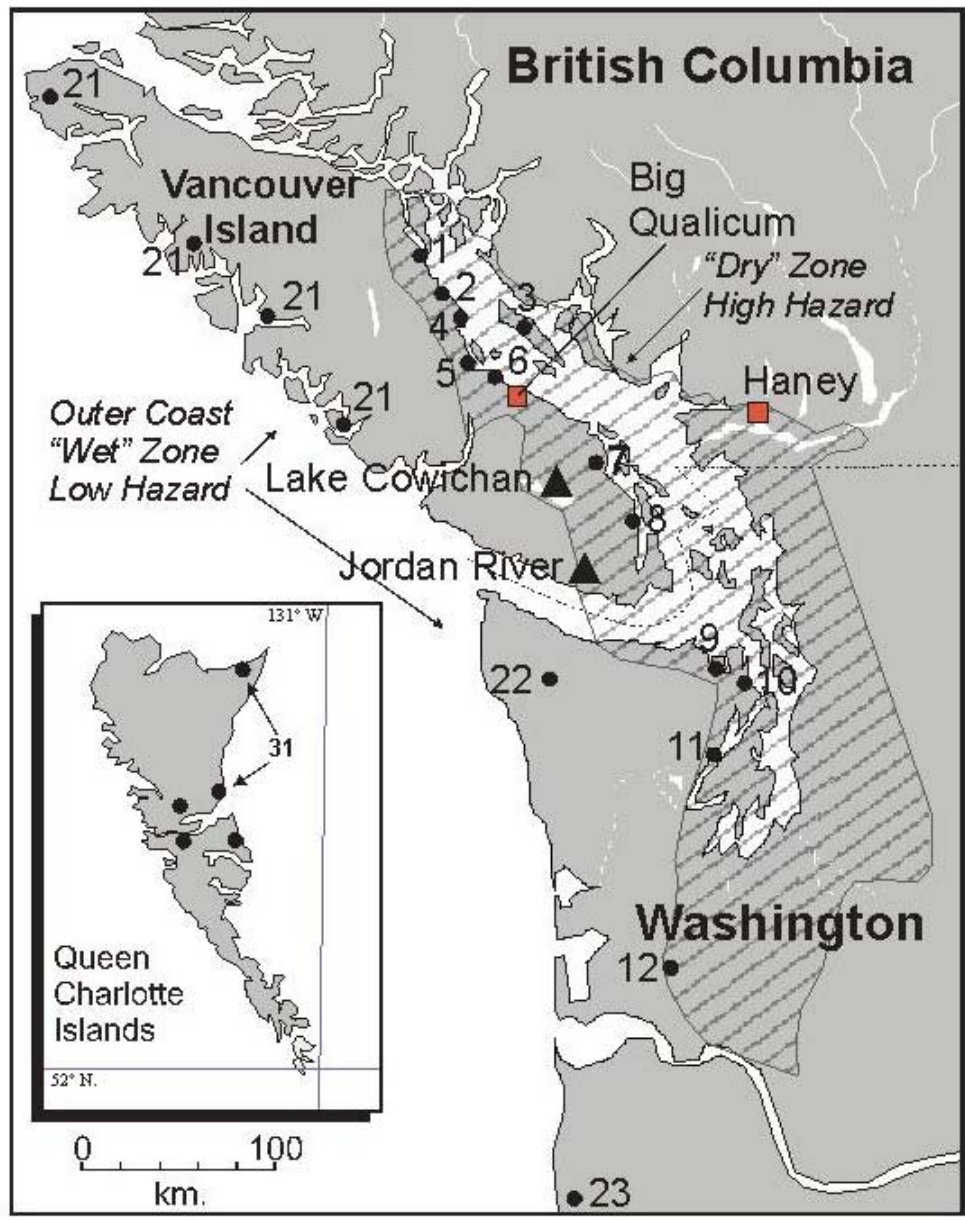 British Columbia
21
Vancouver
Island
Big
Qualicum
"Dry" Zone
High Hazard
1
21
2
21
3
4
5
6
Haney
21
Outer Coast
"Wet" Zone
Low Hazard
Lake Cowichan
7
8
Jordan River
131° W
9
10
22
31
11
Washington
12
Queen
Charlotte
Islands
52° N.
0 100
km.
23